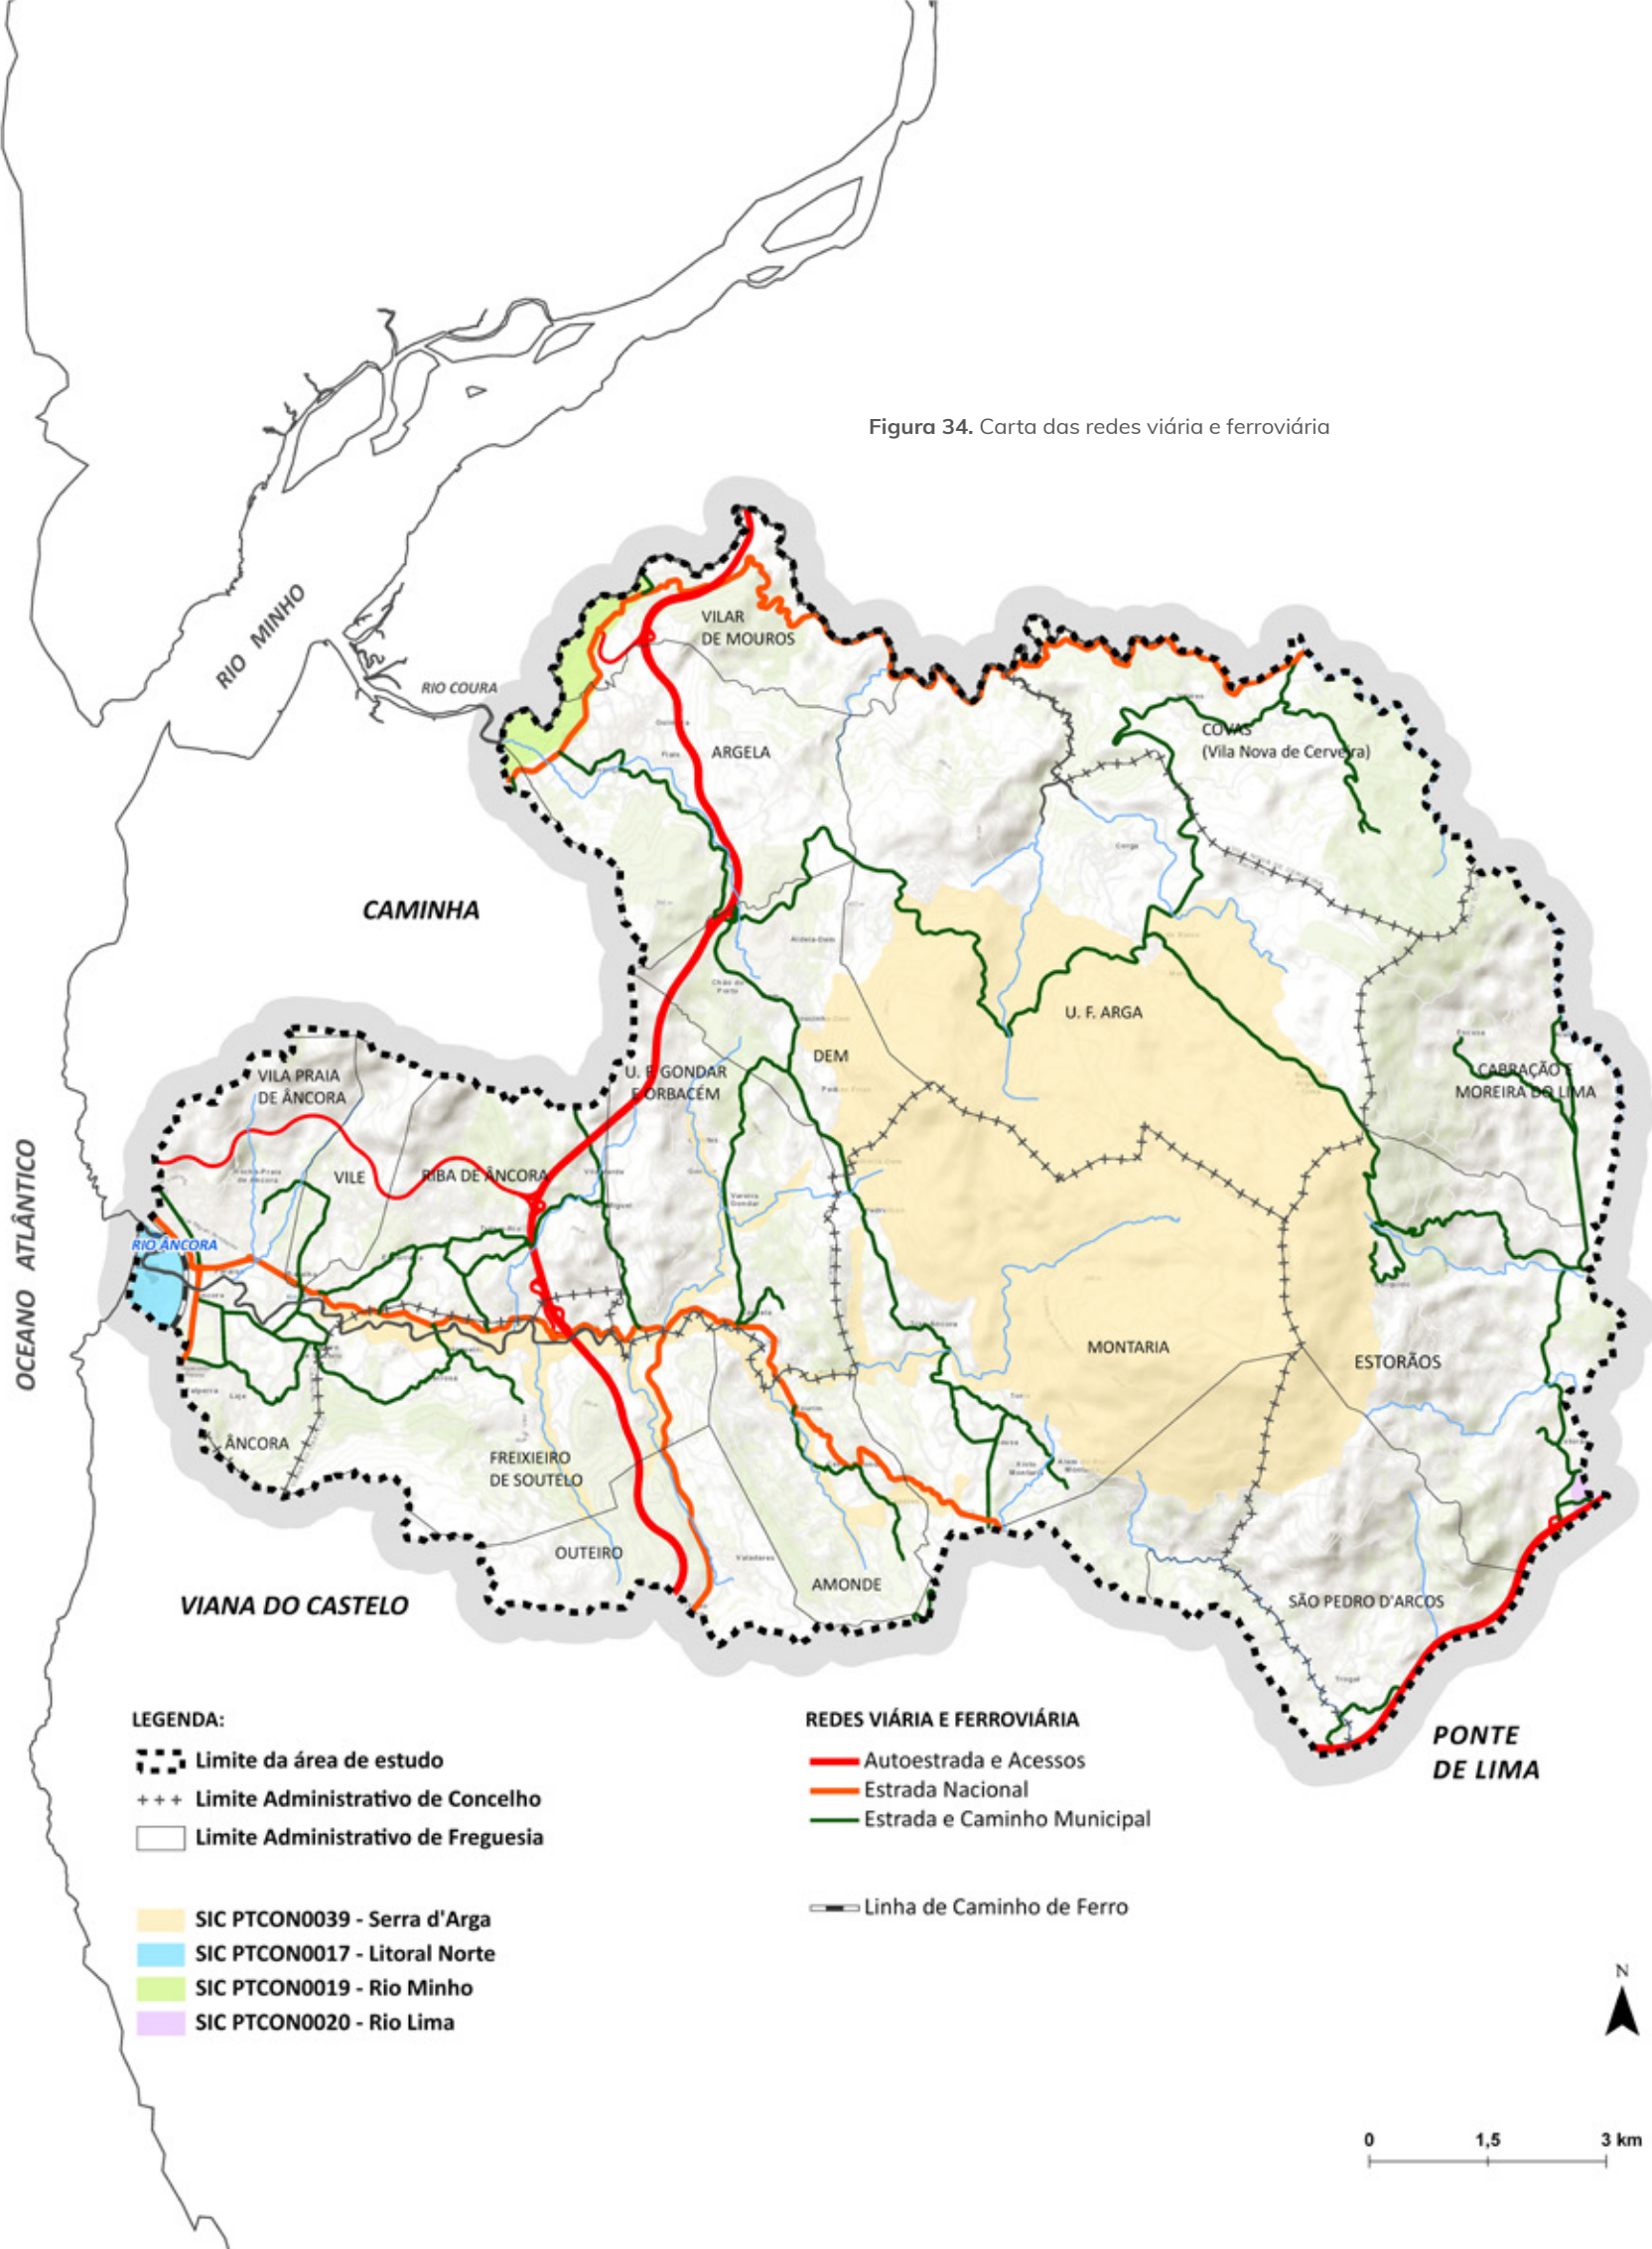 Figura 34. Carta das redes viária e ferroviária
RIO MINHO
RIO COURA
VILAR
DE MOUROS
ARGELA
COVAS
(Vila Nova de Cerveira)
CAMINHA
U. F. ARGA
DEM
U. F. GONDAR
E ORBACÉM
CABRAÇÃO E
MOREIRA DO LIMA
VILA PRAIA
DE ÂNCORA
VILE
RIBA DE ÂNCORA
OCEANO ATLÂNTICO
RIO ÂNCORA
MONTARIA
ESTORÃOS
ÂNCORA
FREIXIEIRO
DE SOUTELO
OUTEIRO
AMONDE
SÃO PEDRO D'ARCOS
VIANA DO CASTELO
PONTE
DE LIMA
LEGENDA:
Limite da área de estudo
Limite Administrativo de Concelho
Limite Administrativo de Freguesia
SIC PTCON0039 - Serra d'Arga
SIC PTCON0017 - Litoral Norte
SIC PTCON0019 - Rio Minho
SIC PTCON0020 - Rio Lima
REDES VIÁRIA E FERROVIÁRIA
Autoestrada e Acessos
Estrada Nacional
Estrada e Caminho Municipal
Linha de Caminho de Ferro
N
0 1,5 3 km